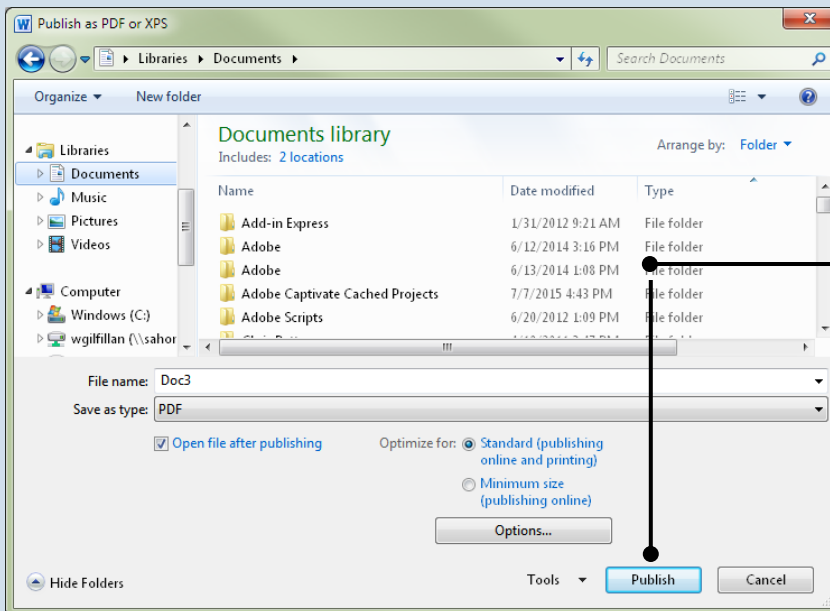 Publish as PDF or XPS
Libraries Documents
Search Documents
Organize New folder
Libraries
Documents
Music
Pictures
Videos
Computer
Windows (C:)
wgilfillan (\\sahor
Documents library
Includes: 2 locations
Arrange by: Folder
Name Date modified Type
Add-in Express 1/31/2012 9:21 AM File folder
Adobe 6/12/2014 3:16 PM File folder
Adobe 6/13/2014 1:08 PM File folder
Adobe Captivate Cached Projects 7/7/2015 4:43 PM File folder
Adobe Scripts 6/20/2012 1:09 PM File folder
File name: Doc3
Save as type: PDF
Open file after publishing
Optimize for: Standard (publishing
online and printing)
Minimum size
(publishing online)
Options...
Hide Folders
Tools Publish Cancel